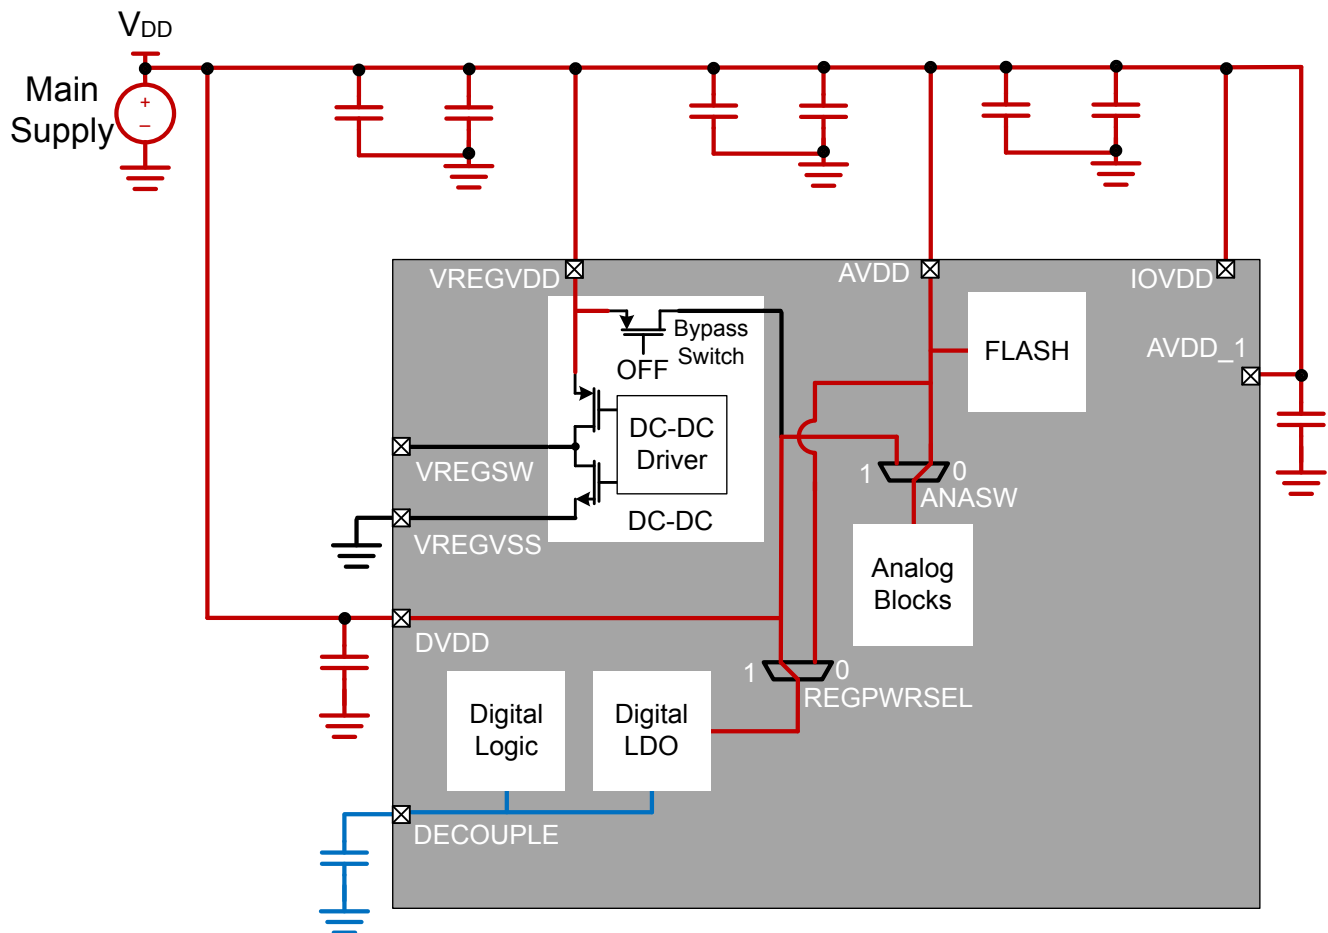 VDD
Main
Supply
+
−
VREGVDD
AVDD
IOVDD
Bypass
Switch
OFF
FLASH
AVDD_1
DC-DC
Driver
VREGSW
1
0
ANASW
DC-DC
VREGVSS
Analog
Blocks
DVDD
1
0
REGPWRSEL
Digital
Logic
Digital
LDO
DECOUPLE